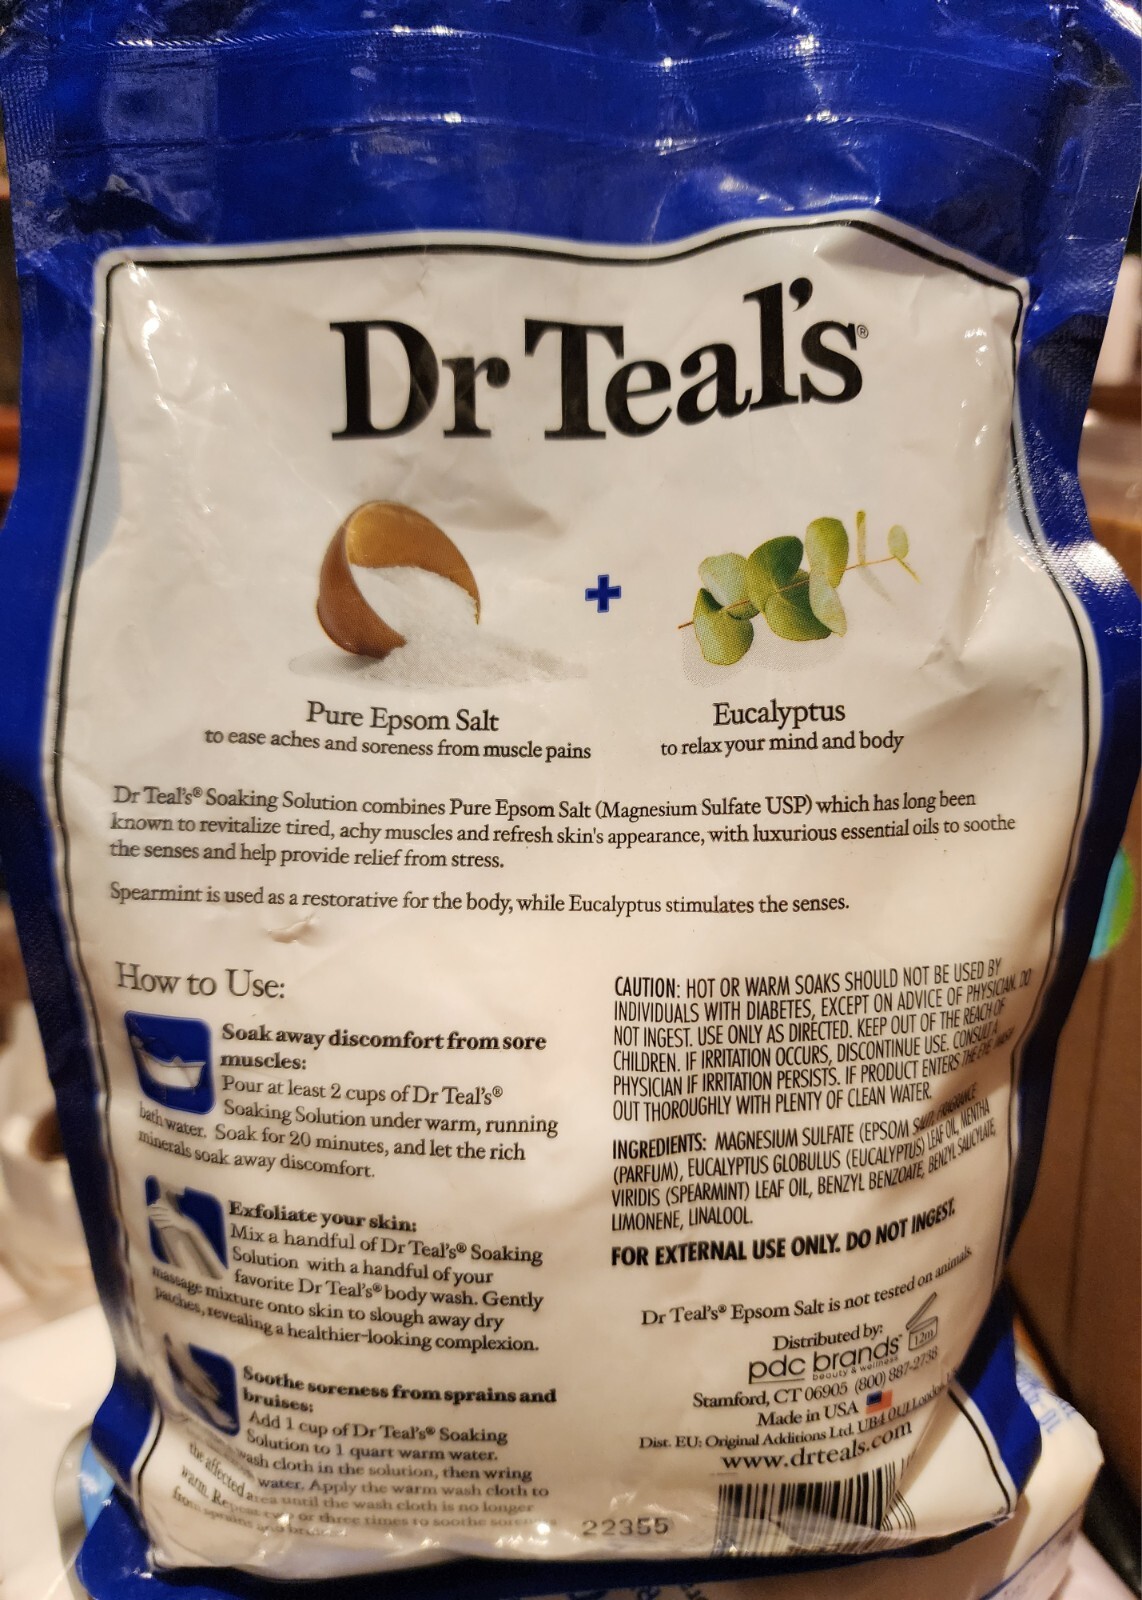 Dr Teal's®
Pure Epsom Salt
to ease aches and soreness from muscle pains
Eucalyptus
to relax your mind and body
Dr Teal's® Soaking Solution combines Pure Epsom Salt (Magnesium Sulfate USP) which has long been
known to revitalize tired, achy muscles and refresh skin's appearance, with luxurious essential oils to soothe
the senses and help provide relief from stress.
Spearmint is used as a restorative for the body, while Eucalyptus stimulates the senses.
How to Use:
Soak away discomfort from sore
muscles:
Pour at least 2 cups of Dr Teal's®
Soaking Solution under warm, running
bath water. Soak for 20 minutes, and let the rich
minerals soak away discomfort.
Exfoliate your skin:
Mix a handful of Dr Teal's® Soaking
Solution with a handful of your
favorite Dr Teal's® body wash. Gently
massage mixture onto skin to slough away dry
patches, revealing a healthier-looking complexion.
Soothe soreness from sprains and
bruises:
Add 1 cup of Dr Teal's® Soaking
Solution to 1 quart warm water.
wash cloth in the solution, then wring
water. Apply the warm wash cloth to
the affected area until the wash cloth is no longer
warm. Repeat two or three times to soothe
from sprains and
CAUTION: HOT OR WARM SOAKS SHOULD NOT BE USED BY
INDIVIDUALS WITH DIABETES, EXCEPT ON ADVICE OF PHYSICIAN. DO
NOT INGEST. USE ONLY AS DIRECTED. KEEP OUT OF THE REACH OF
CHILDREN. IF IRRITATION OCCURS, DISCONTINUE USE. CONSULT A
PHYSICIAN IF IRRITATION PERSISTS. IF PRODUCT ENTERS THE EYE
OUT THOROUGHLY WITH PLENTY OF CLEAN WATER.
INGREDIENTS: MAGNESIUM SULFATE (EPSOM SALT), FRAGRANCE
(PARFUM), EUCALYPTUS GLOBULUS (EUCALYPTUS) LEAF OIL, MENTHA
VIRIDIS (SPEARMINT) LEAF OIL, BENZYL BENZOATE, BENZYL SALICYLATE,
LIMONENE, LINALOOL.
FOR EXTERNAL USE ONLY. DO NOT INGEST.
Dr Teal's® Epsom Salt is not tested on animals.
Distributed by:
pdc brands™
beauty & wellness
12m
Stamford, CT 06905 (800) 887-2738
Made in USA
Dist. EU: Original Additions Ltd. UB4 0UJ London,
www.drteals.com
22355